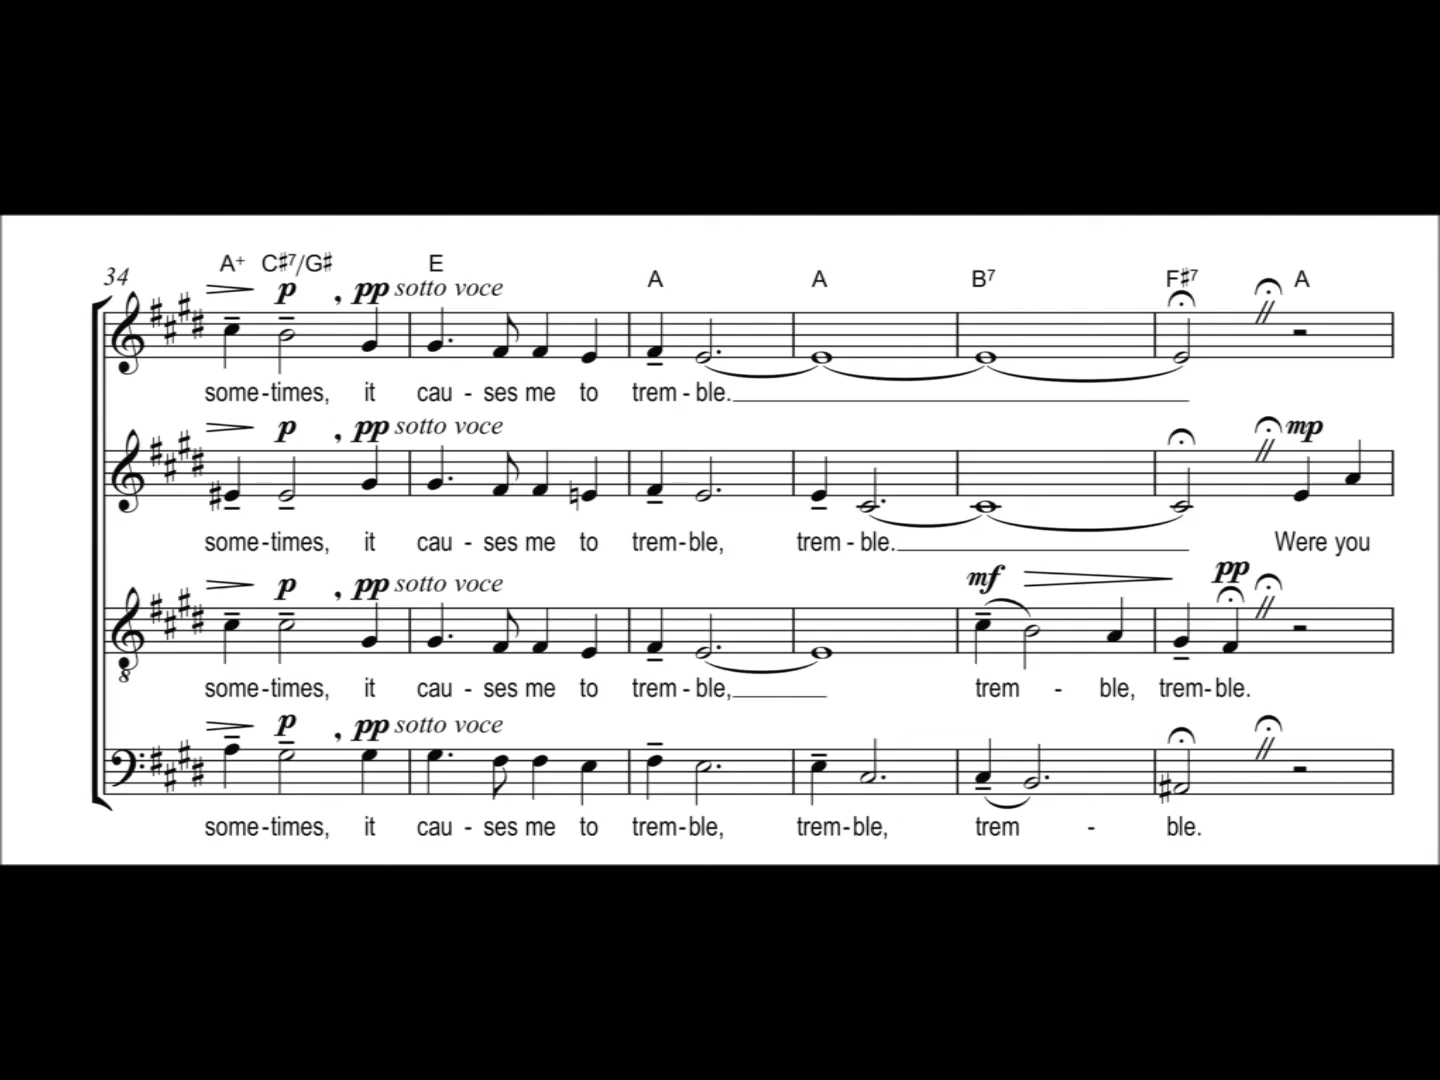 A+ C♯7/G♯ E A A B7 F♯7 A
34
p , pp sotto voce
some-times, it cau - ses me to trem - ble.
p , pp sotto voce mp
some-times, it cau - ses me to trem-ble, trem - ble. Were you
p , pp sotto voce mf pp
8
some-times, it cau - ses me to trem - ble, trem - ble, trem-ble.
p , pp sotto voce
some-times, it cau - ses me to trem-ble, trem-ble, trem - ble.